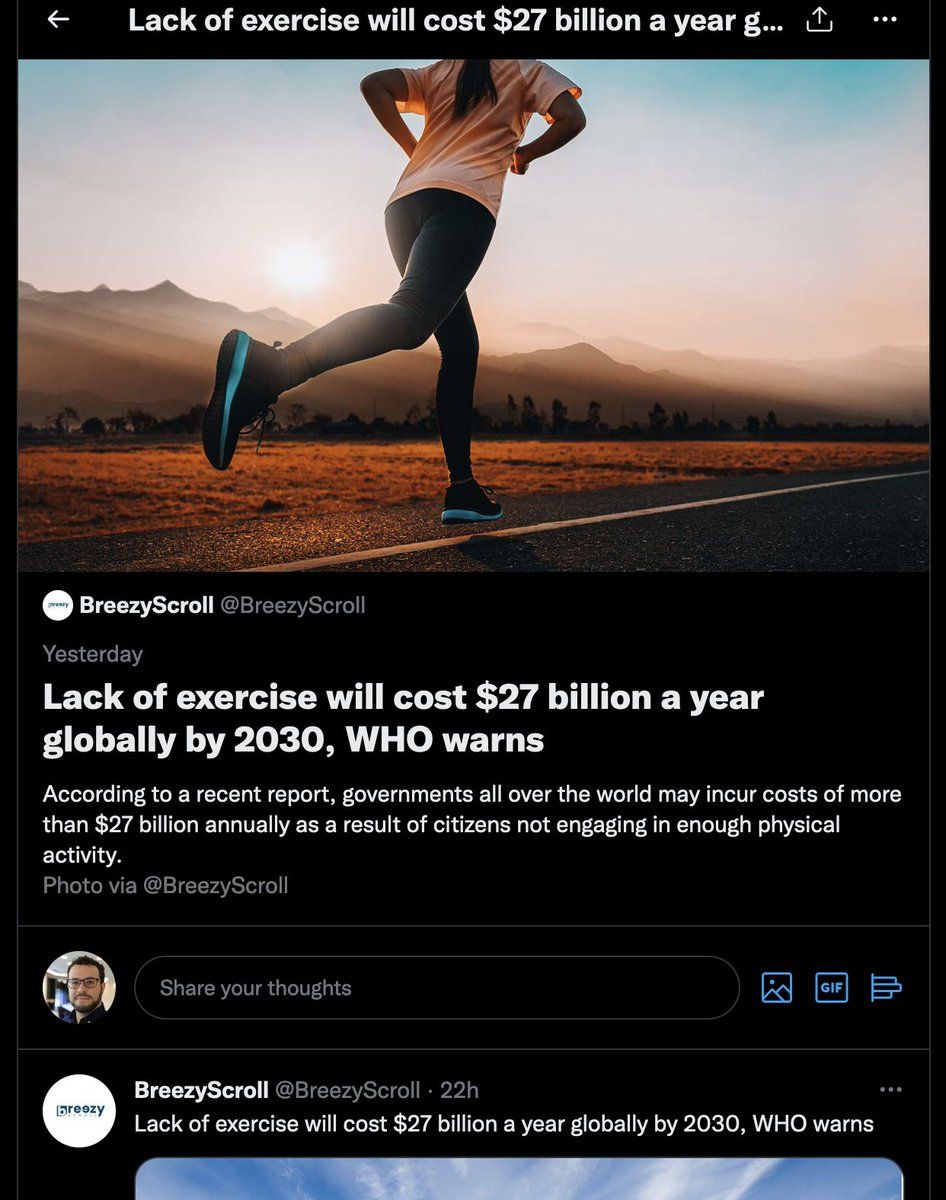 Lack of exercise will cost $27 billion a year g...
BreezyScroll @BreezyScroll
Yesterday
Lack of exercise will cost $27 billion a year
globally by 2030, WHO warns
According to a recent report, governments all over the world may incur costs of more
than $27 billion annually as a result of citizens not engaging in enough physical
activity.
Photo via @BreezyScroll
Share your thoughts
GIF
BreezyScroll @BreezyScroll · 22h
breezy
Lack of exercise will cost $27 billion a year globally by 2030, WHO warns